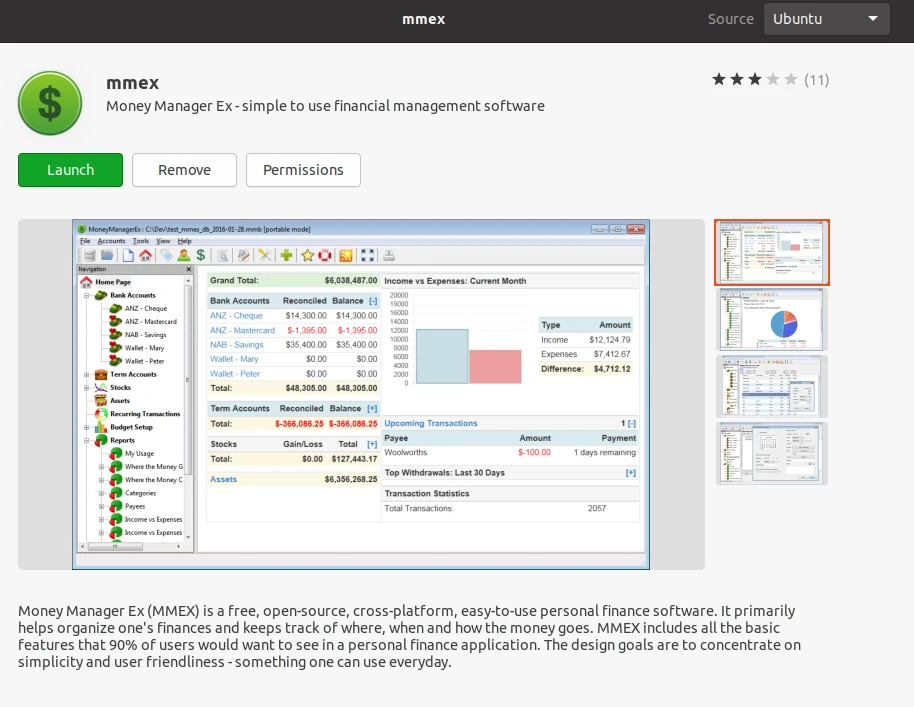 mmex
Source
Ubuntu
mmex
Money Manager Ex - simple to use financial management software
(11)
Launch
Remove
Permissions
MoneyManagerEx : C:\Dev\test_mmex_db_2016-01-28.mmb [portable mode]
File Accounts Tools View Help
Navigation
Home Page
Bank Accounts
ANZ - Cheque
ANZ - Mastercard
NAB - Savings
Wallet - Mary
Wallet - Peter
Term Accounts
Stocks
Assets
Recurring Transactions
Budget Setup
Reports
My Usage
Where the Money G
Where the Money C
Categories
Payees
Income vs Expenses
Income vs Expenses
Grand Total: $6,038,487.00
Bank Accounts Reconciled Balance [-]
ANZ - Cheque $14,300.00 $14,300.00
ANZ - Mastercard $-1,395.00 $-1,395.00
NAB - Savings $35,400.00 $35,400.00
Wallet - Mary $0.00 $0.00
Wallet - Peter $0.00 $0.00
Total: $48,305.00 $48,305.00
Term Accounts Reconciled Balance [+]
Total: $-366,086.25 $-366,086.25
Stocks Gain/Loss Total [+]
Total: $0.00 $127,443.17
Assets $6,356,268.25
Income vs Expenses: Current Month
20000
18000
16000
14000
12000
10000
8000
6000
4000
2000
0
Type Amount
Income $12,124.79
Expenses $7,412.67
Difference: $4,712.12
Upcoming Transactions 1 [-]
Payee Amount Payment
Woolworths $-100.00 1 days remaining
Top Withdrawals: Last 30 Days [+]
Transaction Statistics
Total Transactions: 2057
Money Manager Ex (MMEX) is a free, open-source, cross-platform, easy-to-use personal finance software. It primarily
helps organize one's finances and keeps track of where, when and how the money goes. MMEX includes all the basic
features that 90% of users would want to see in a personal finance application. The design goals are to concentrate on
simplicity and user friendliness - something one can use everyday.